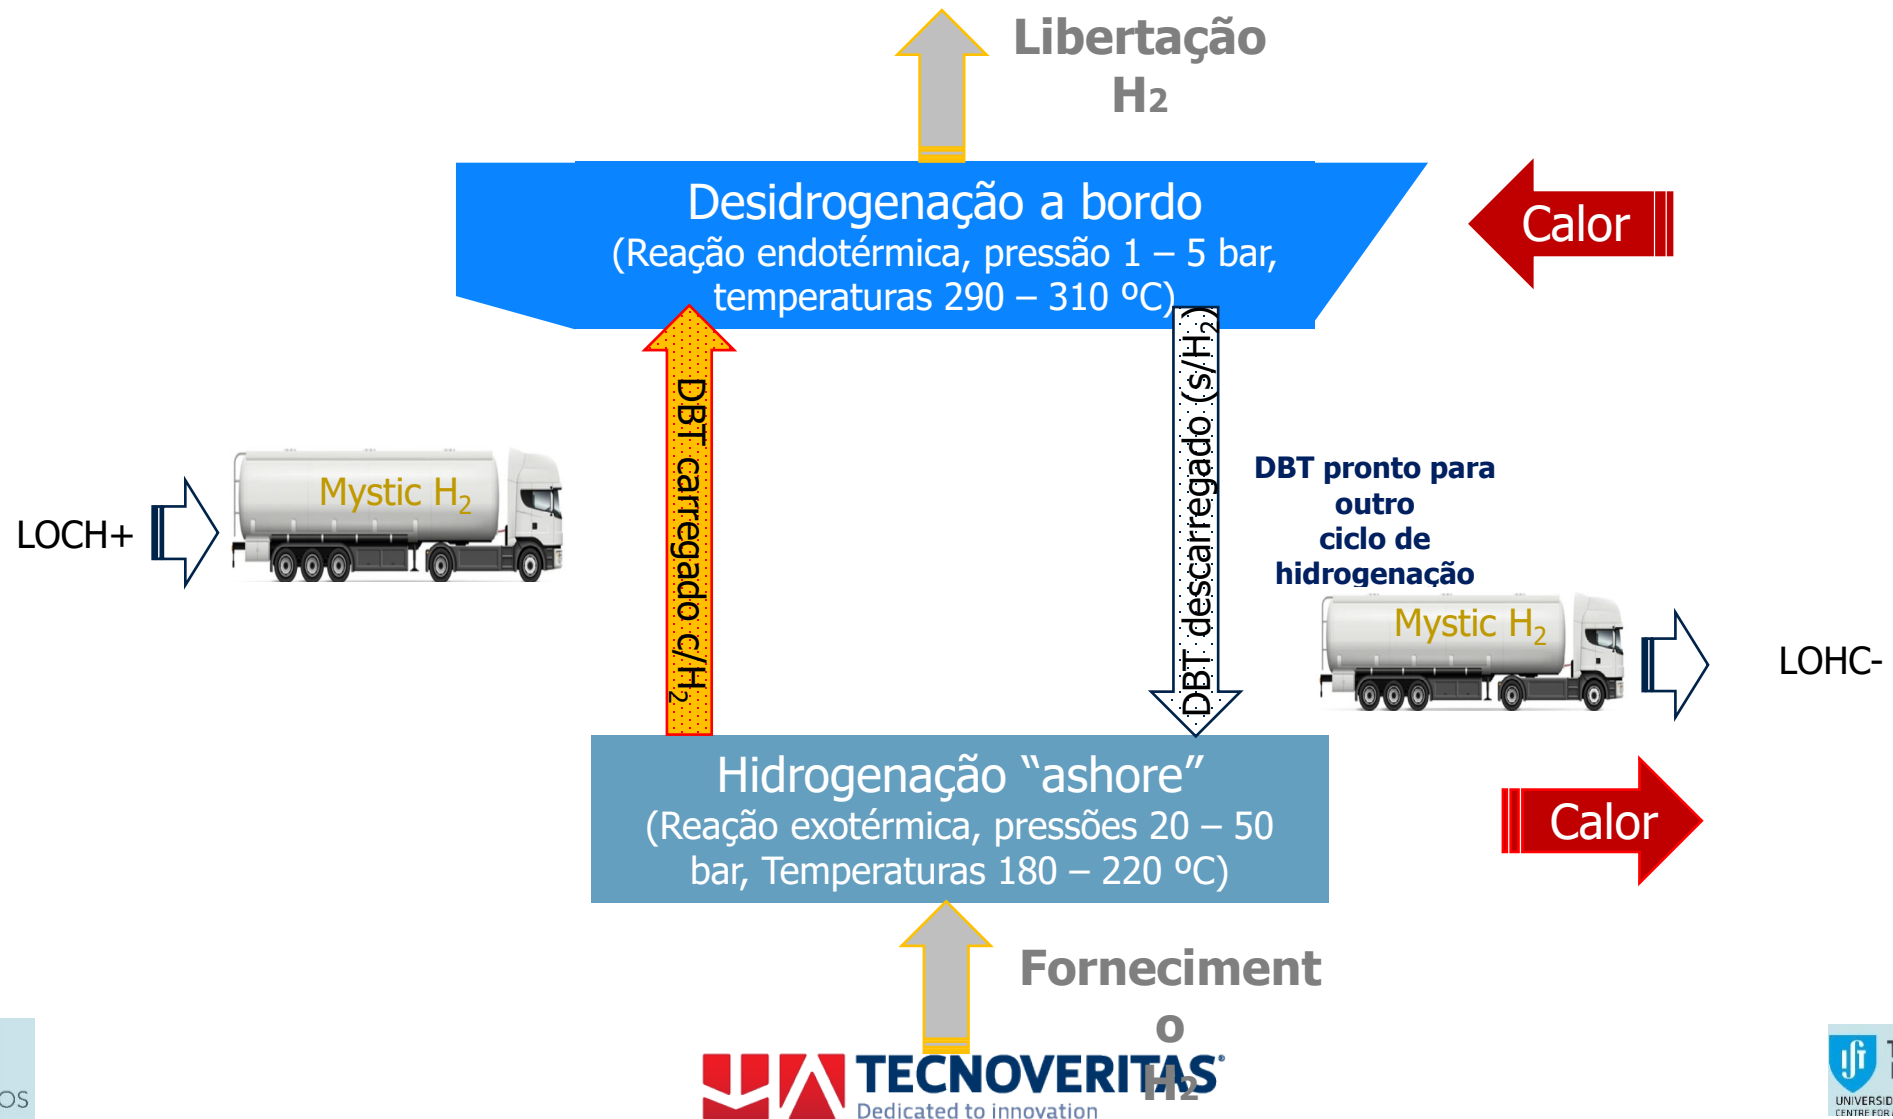 Libertação
H2
Desidrogenação a bordo
(Reação endotérmica, pressão 1 – 5 bar,
temperaturas 290 – 310 ºC)
Calor
DBT carregado c/H2
DBT descarregado (s/H2)
LOCH+
Mystic H2
DBT pronto para
outro
ciclo de
hidrogenação
Mystic H2
LOHC-
Hidrogenação “ashore”
(Reação exotérmica, pressões 20 – 50
bar, Temperaturas 180 – 220 ºC)
Calor
Forneciment
o
H2
TECNOVERITAS®
Dedicated to innovation
OS